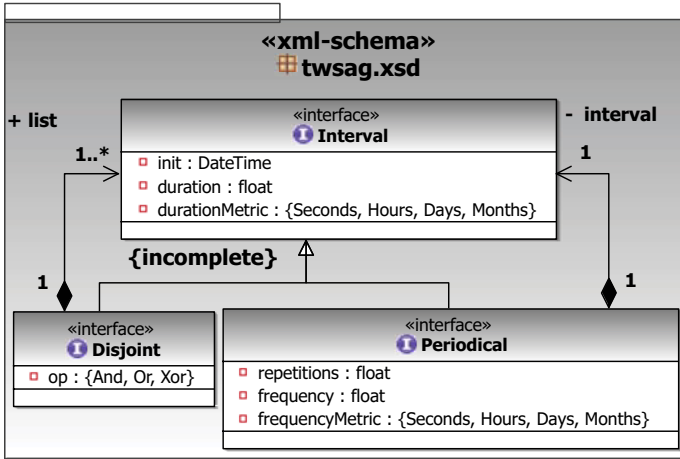 «xml-schema»
twsag.xsd
+ list
- interval
«interface»
Interval
1..*
1
init : DateTime
duration : float
durationMetric : {Seconds, Hours, Days, Months}
{incomplete}
1
1
«interface»
Disjoint
op : {And, Or, Xor}
«interface»
Periodical
repetitions : float
frequency : float
frequencyMetric : {Seconds, Hours, Days, Months}